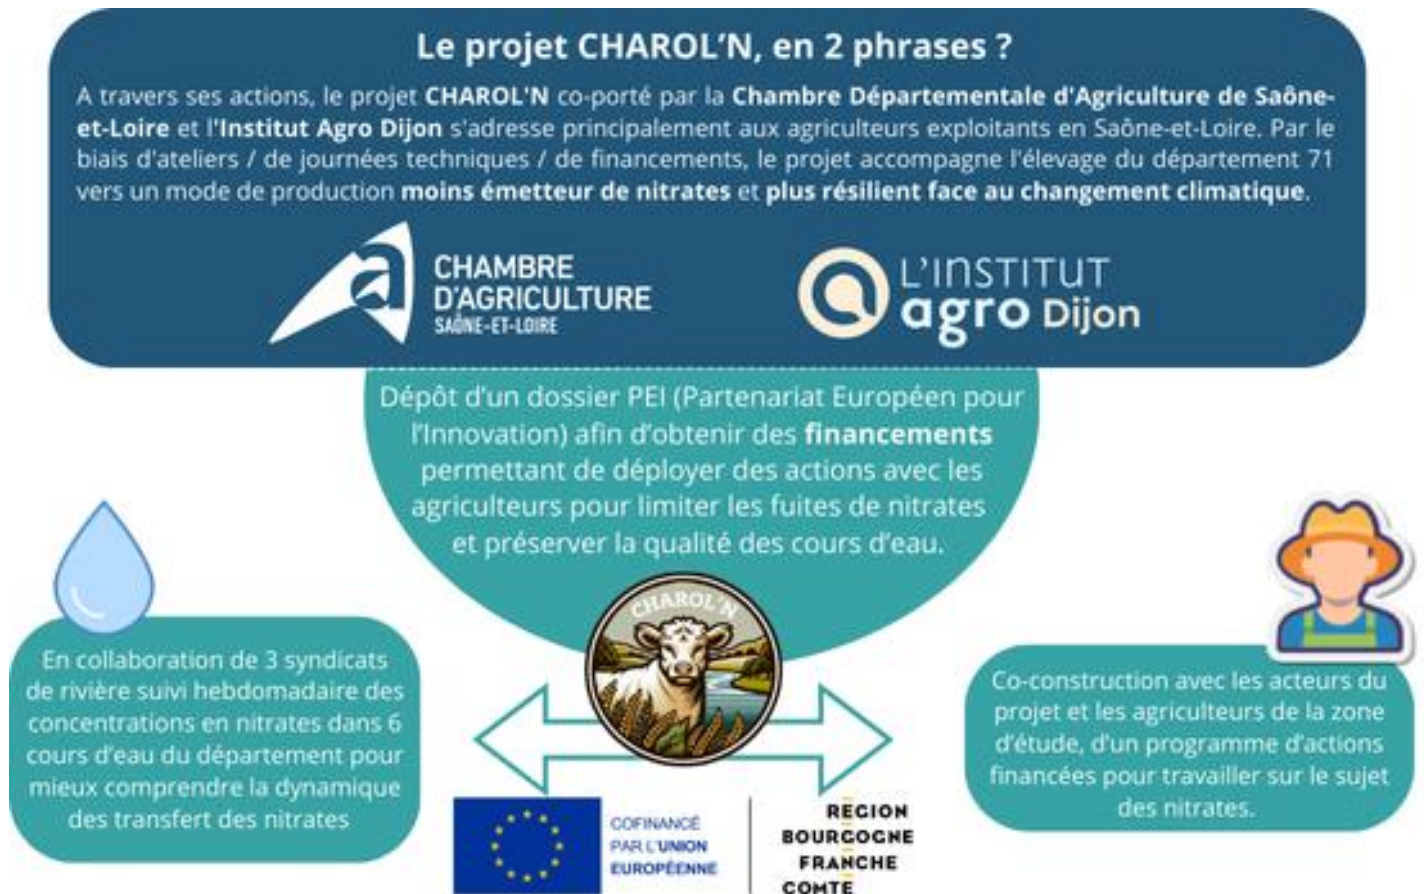 Le projet CHAROL'N, en 2 phrases ?
A travers ses actions, le projet CHAROL'N co-porté par la Chambre Départementale d'Agriculture de Saône-
et-Loire et l'Institut Agro Dijon s'adresse principalement aux agriculteurs exploitants en Saône-et-Loire. Par le
biais d'ateliers / de journées techniques / de financements, le projet accompagne l'élevage du département 71
vers un mode de production moins émetteur de nitrates et plus résilient face au changement climatique.
CHAMBRE
D'AGRICULTURE
SAÔNE-ET-LOIRE
L'INSTITUT
agro Dijon
Dépôt d'un dossier PEI (Partenariat Européen pour
l'Innovation) afin d'obtenir des financements
permettant de déployer des actions avec les
agriculteurs pour limiter les fuites de nitrates
et préserver la qualité des cours d'eau.
CHAROL'N
En collaboration de 3 syndicats
de rivière suivi hebdomadaire des
concentrations en nitrates dans 6
cours d'eau du département pour
mieux comprendre la dynamique
des transfert des nitrates
Co-construction avec les acteurs du
projet et les agriculteurs de la zone
d'étude, d'un programme d'actions
financées pour travailler sur le sujet
des nitrates.
COFINANCÉ
PAR L'UNION
EUROPÉENNE
REGION
BOURGOGNE
FRANCHE
COMTE